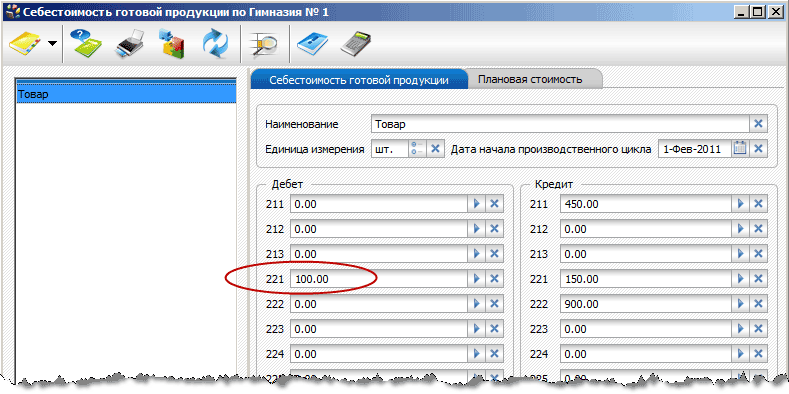 Себестоимость готовой продукции по Гимназия № 1
Товар
Себестоимость готовой продукции Плановая стоимость
Наименование Товар
Единица измерения шт. Дата начала производственного цикла 1-Фев-2011
Дебет Кредит
211 0.00 211 450.00
212 0.00 212 0.00
213 0.00 213 0.00
221 100.00 221 150.00
222 0.00 222 900.00
223 0.00 223 0.00
224 0.00 224 0.00